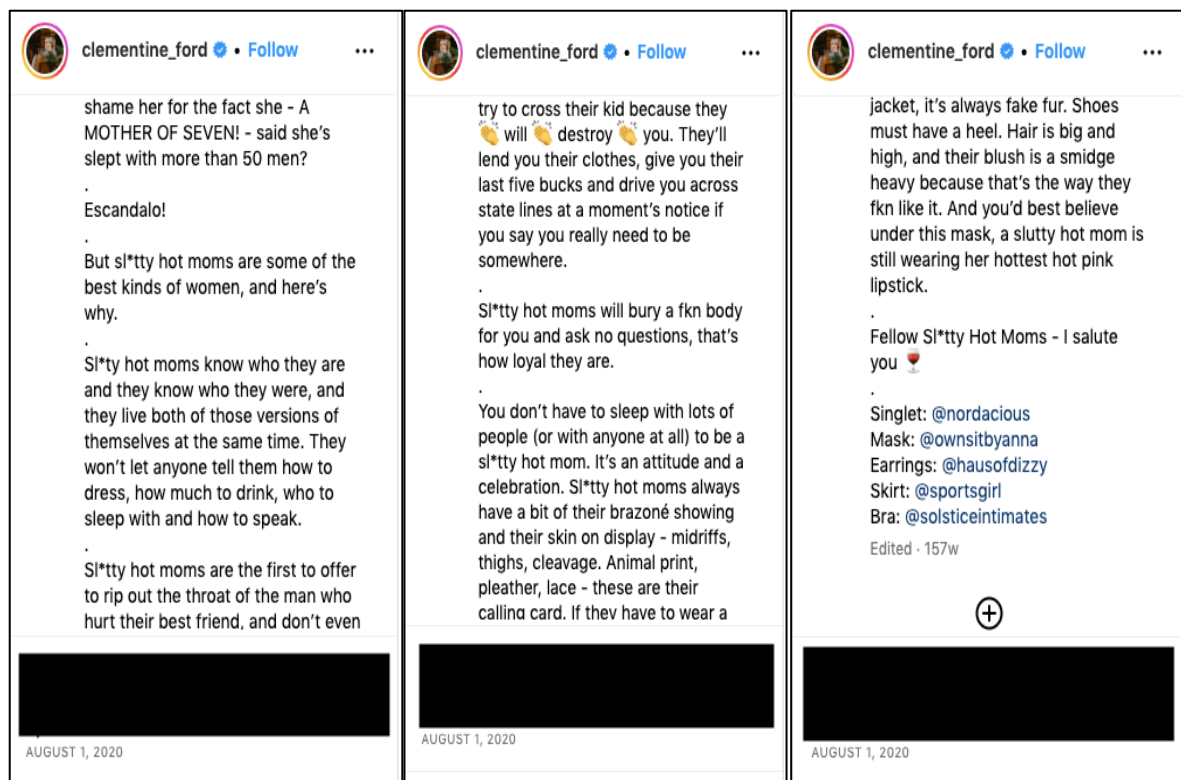 clementine_ford • Follow
shame her for the fact she - A
MOTHER OF SEVEN! - said she's
slept with more than 50 men?
.
Escandalo!
.
But sl*tty hot moms are some of the
best kinds of women, and here's
why.
.
Sl*ty hot moms know who they are
and they know who they were, and
they live both of those versions of
themselves at the same time. They
won't let anyone tell them how to
dress, how much to drink, who to
sleep with and how to speak.
.
Sl*tty hot moms are the first to offer
to rip out the throat of the man who
hurt their best friend, and don't even
AUGUST 1, 2020
clementine_ford • Follow
try to cross their kid because they
👏 will 👏 destroy 👏 you. They'll
lend you their clothes, give you their
last five bucks and drive you across
state lines at a moment's notice if
you say you really need to be
somewhere.
.
Sl*tty hot moms will bury a fkn body
for you and ask no questions, that's
how loyal they are.
.
You don't have to sleep with lots of
people (or with anyone at all) to be a
sl*tty hot mom. It's an attitude and a
celebration. Sl*tty hot moms always
have a bit of their brazoné showing
and their skin on display - midriffs,
thighs, cleavage. Animal print,
pleather, lace - these are their
calling card. If they have to wear a
AUGUST 1, 2020
clementine_ford • Follow
jacket, it's always fake fur. Shoes
must have a heel. Hair is big and
high, and their blush is a smidge
heavy because that's the way they
fkn like it. And you'd best believe
under this mask, a slutty hot mom is
still wearing her hottest hot pink
lipstick.
.
Fellow Sl*tty Hot Moms - I salute
you 🍷
.
Singlet: @nordacious
Mask: @ownsitbyanna
Earrings: @hausofdizzy
Skirt: @sportsgirl
Bra: @solsticeintimates
Edited · 157w
AUGUST 1, 2020